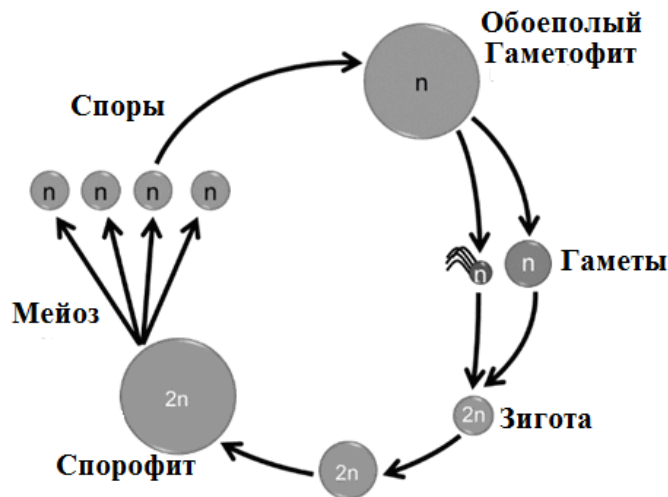 Обоеполый
Гаметофит
n
Споры
n n n n
n n Гаметы
Мейоз
2n
2n Зигота
Спорофит
2n